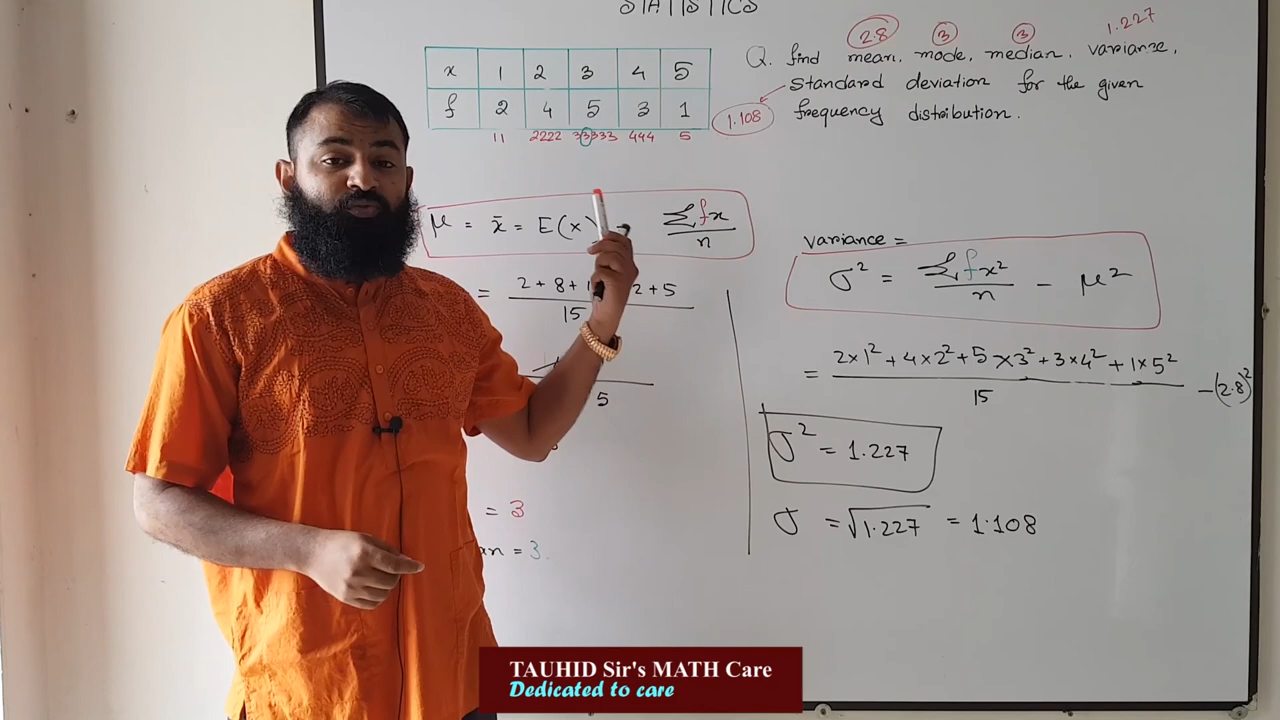 STATISTICS
x 1 2 3 4 5
f 2 4 5 3 1
11 2222 33333 444 5
2.8 3 3 1.227
Q. find mean, mode, median, variance,
standard deviation for the given
1.108 frequency distribution.
μ = x̄ = E(x) = Σfx / n
= 2 + 8 + 1 2 + 5 / 15
5
= 3
an = 3.
variance =
σ² = Σfx² / n − μ²
= 2×1² + 4×2² + 5×3² + 3×4² + 1×5² / 15 − (2.8)²
σ² = 1.227
σ = √1.227 = 1.108
TAUHID Sir's MATH Care
Dedicated to care